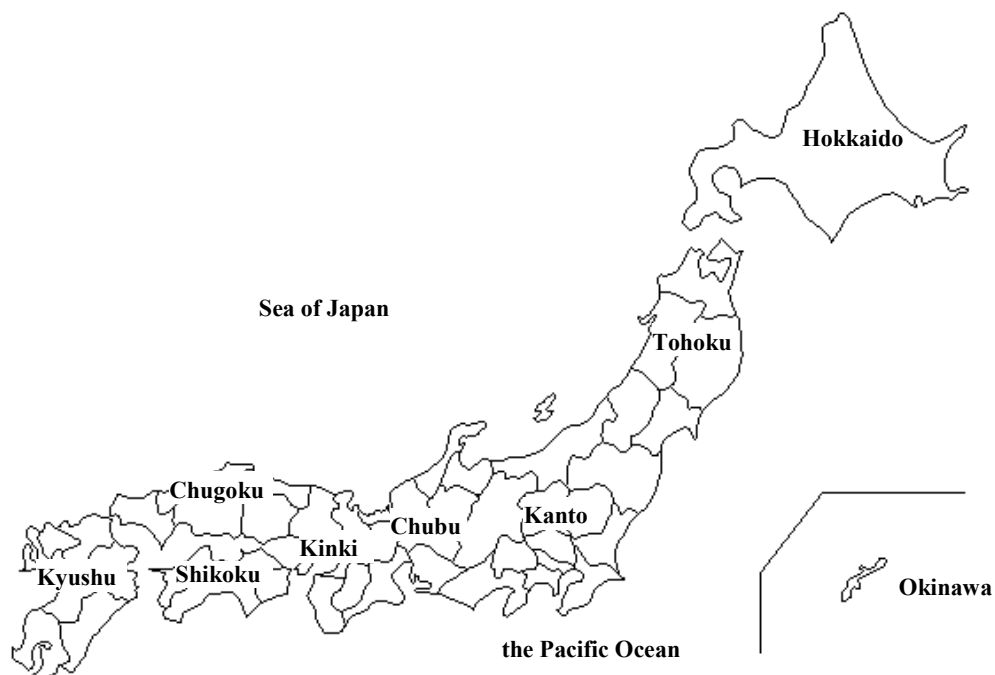 Hokkaido
Sea of Japan
Tohoku
Chugoku
Chubu
Kanto
Kinki
Kyushu
Shikoku
Okinawa
the Pacific Ocean